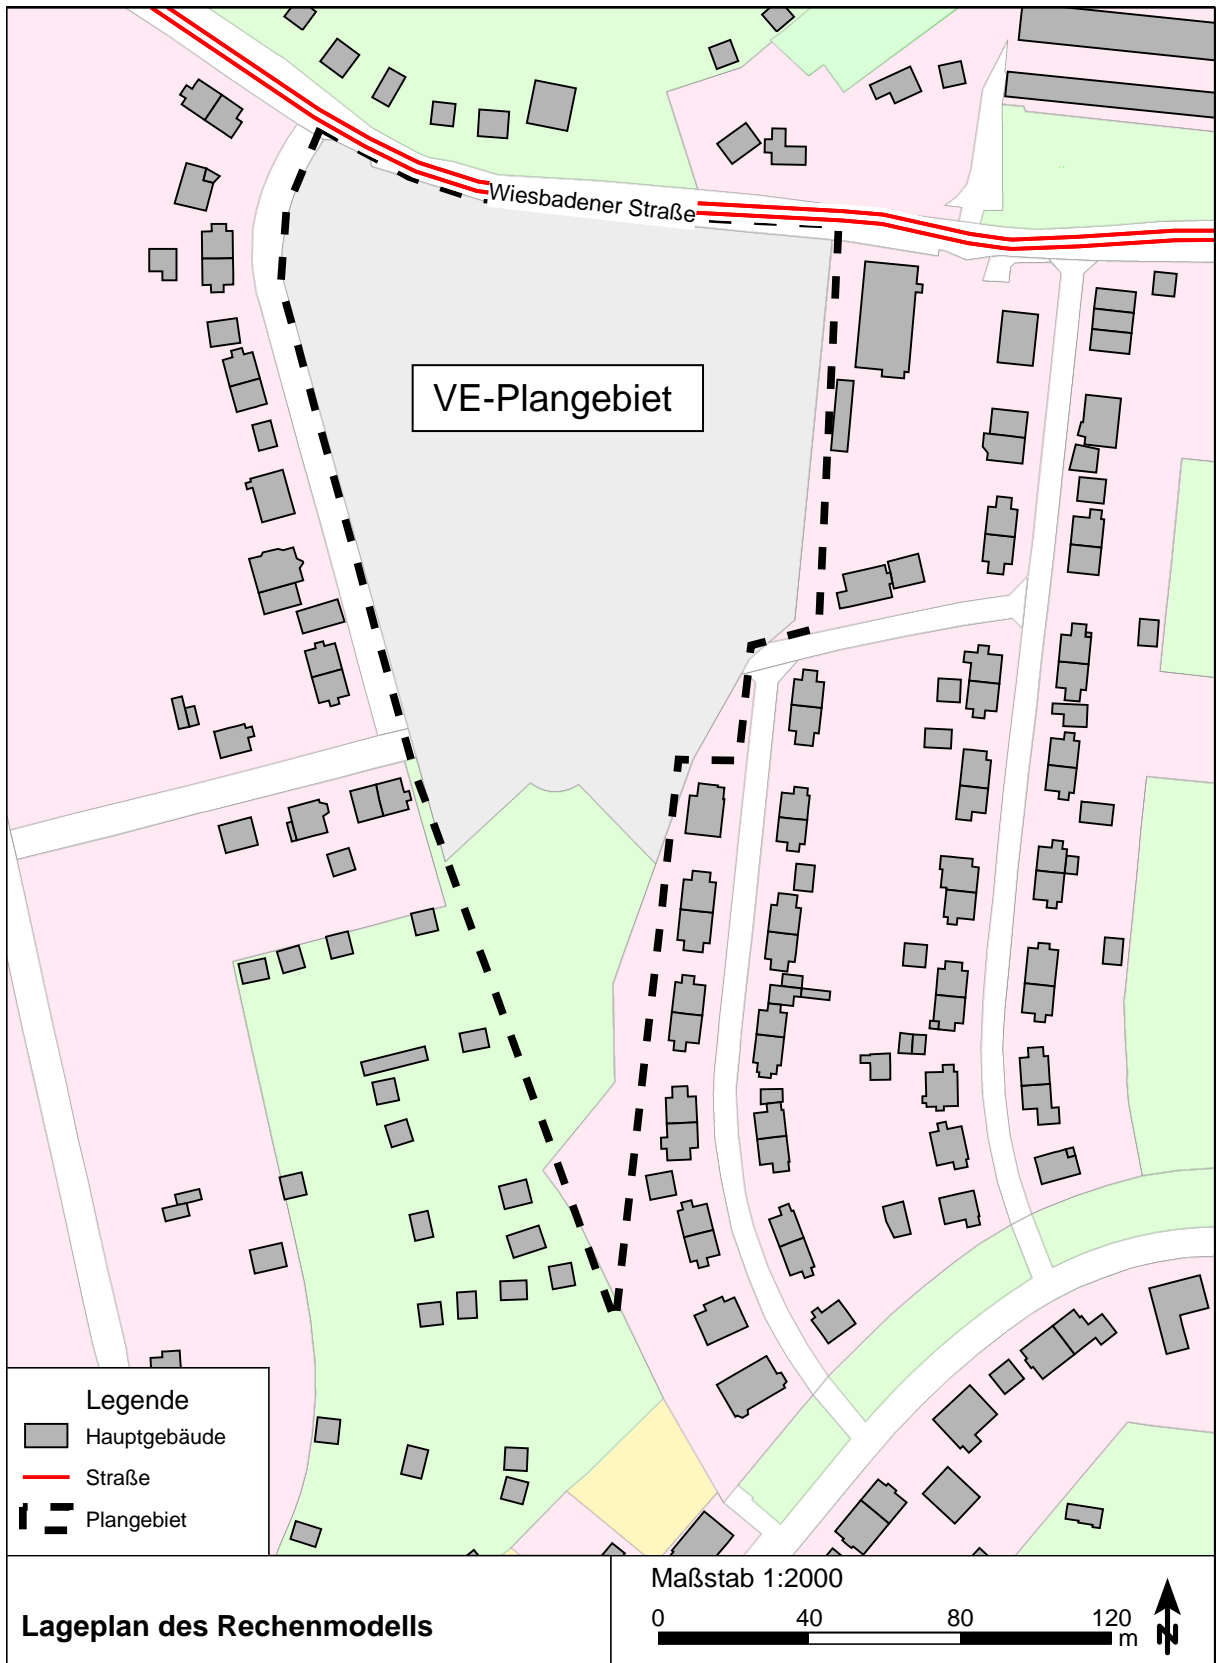 Wiesbadener Straße
VE-Plangebiet
Legende
Hauptgebäude
Straße
Plangebiet
Lageplan des Rechenmodells
Maßstab 1:2000
0 40 80 120
m
N